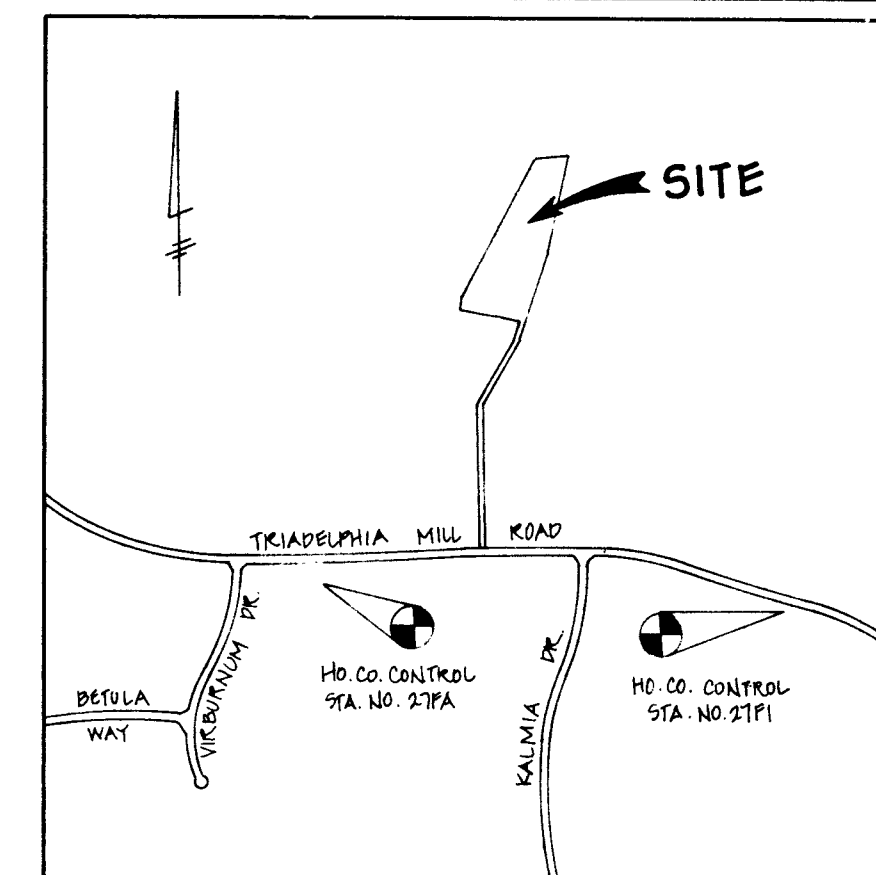 SITE
TRIADELPHIA MILL ROAD
VIRBURNUM DR.
HO. CO. CONTROL
STA. NO. 27FA
KALMIA DR.
HO. CO. CONTROL
STA. NO. 27F1
BETULA
WAY